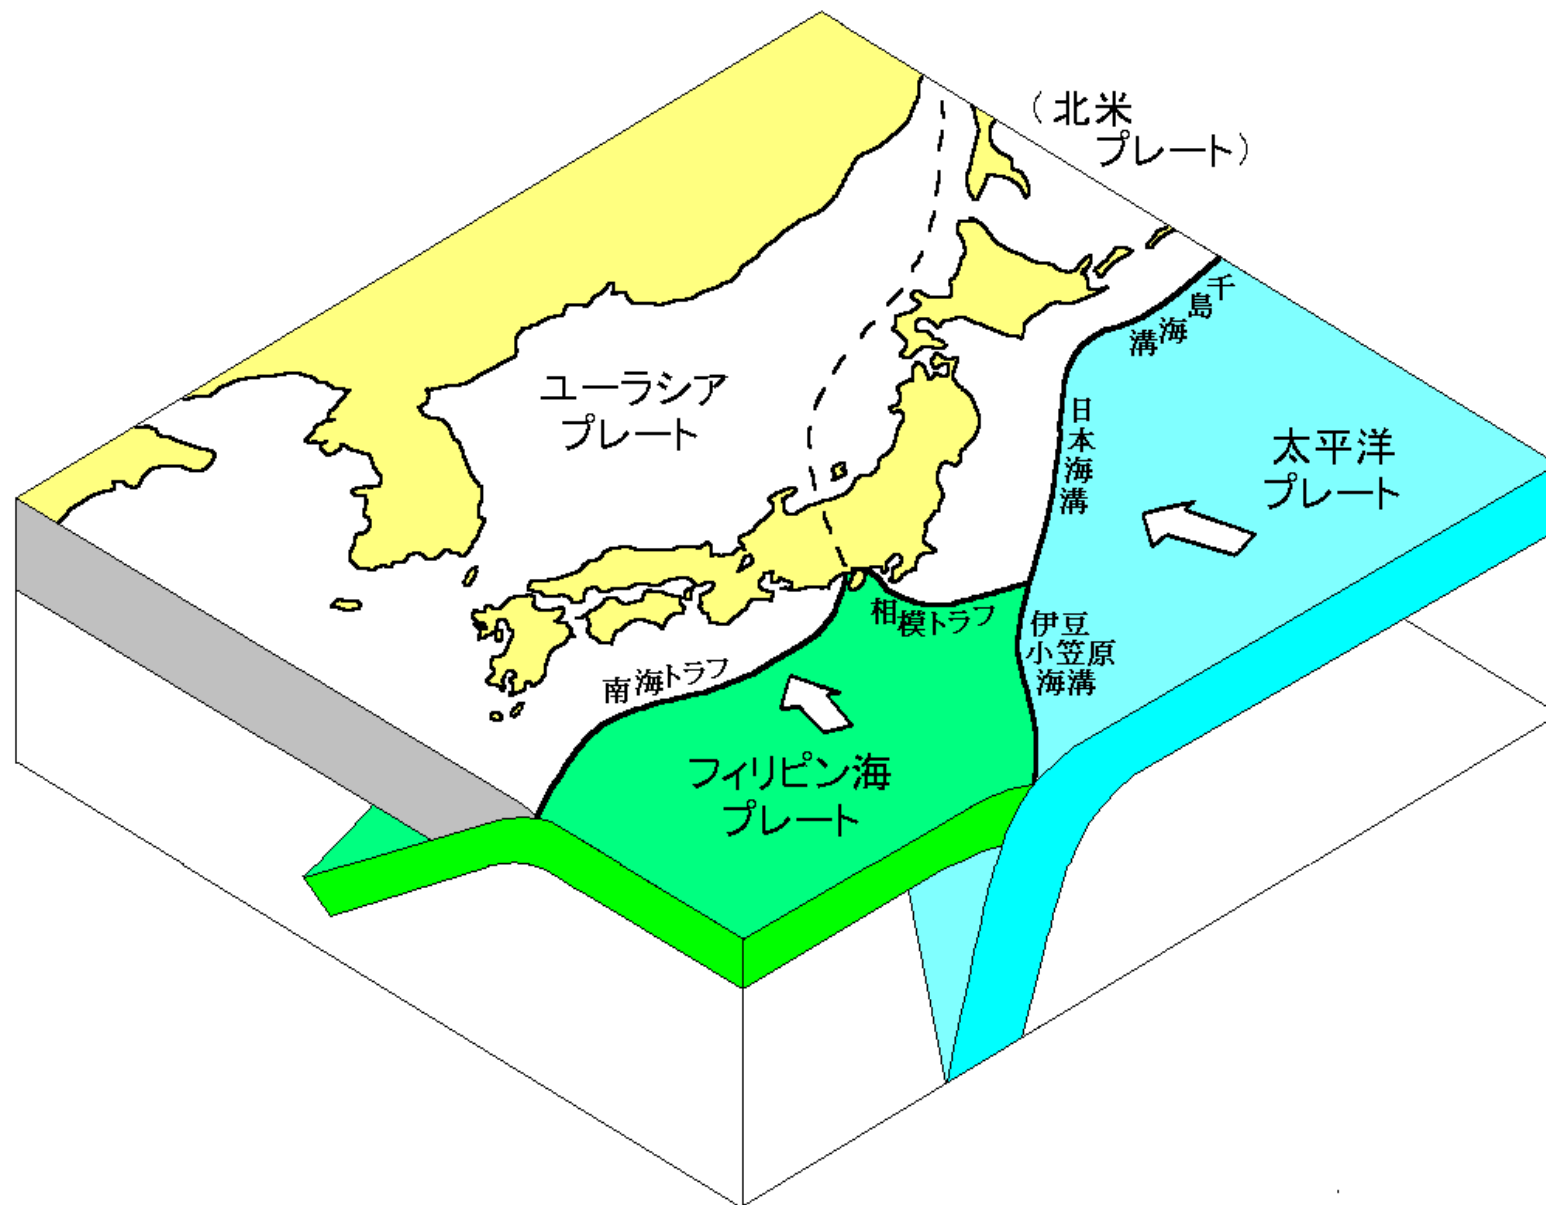 （北米
プレート）
ユーラシア
プレート
千島海溝
日本海溝
太平洋
プレート
相模トラフ
伊豆
小笠原
海溝
南海トラフ
フィリピン海
プレート